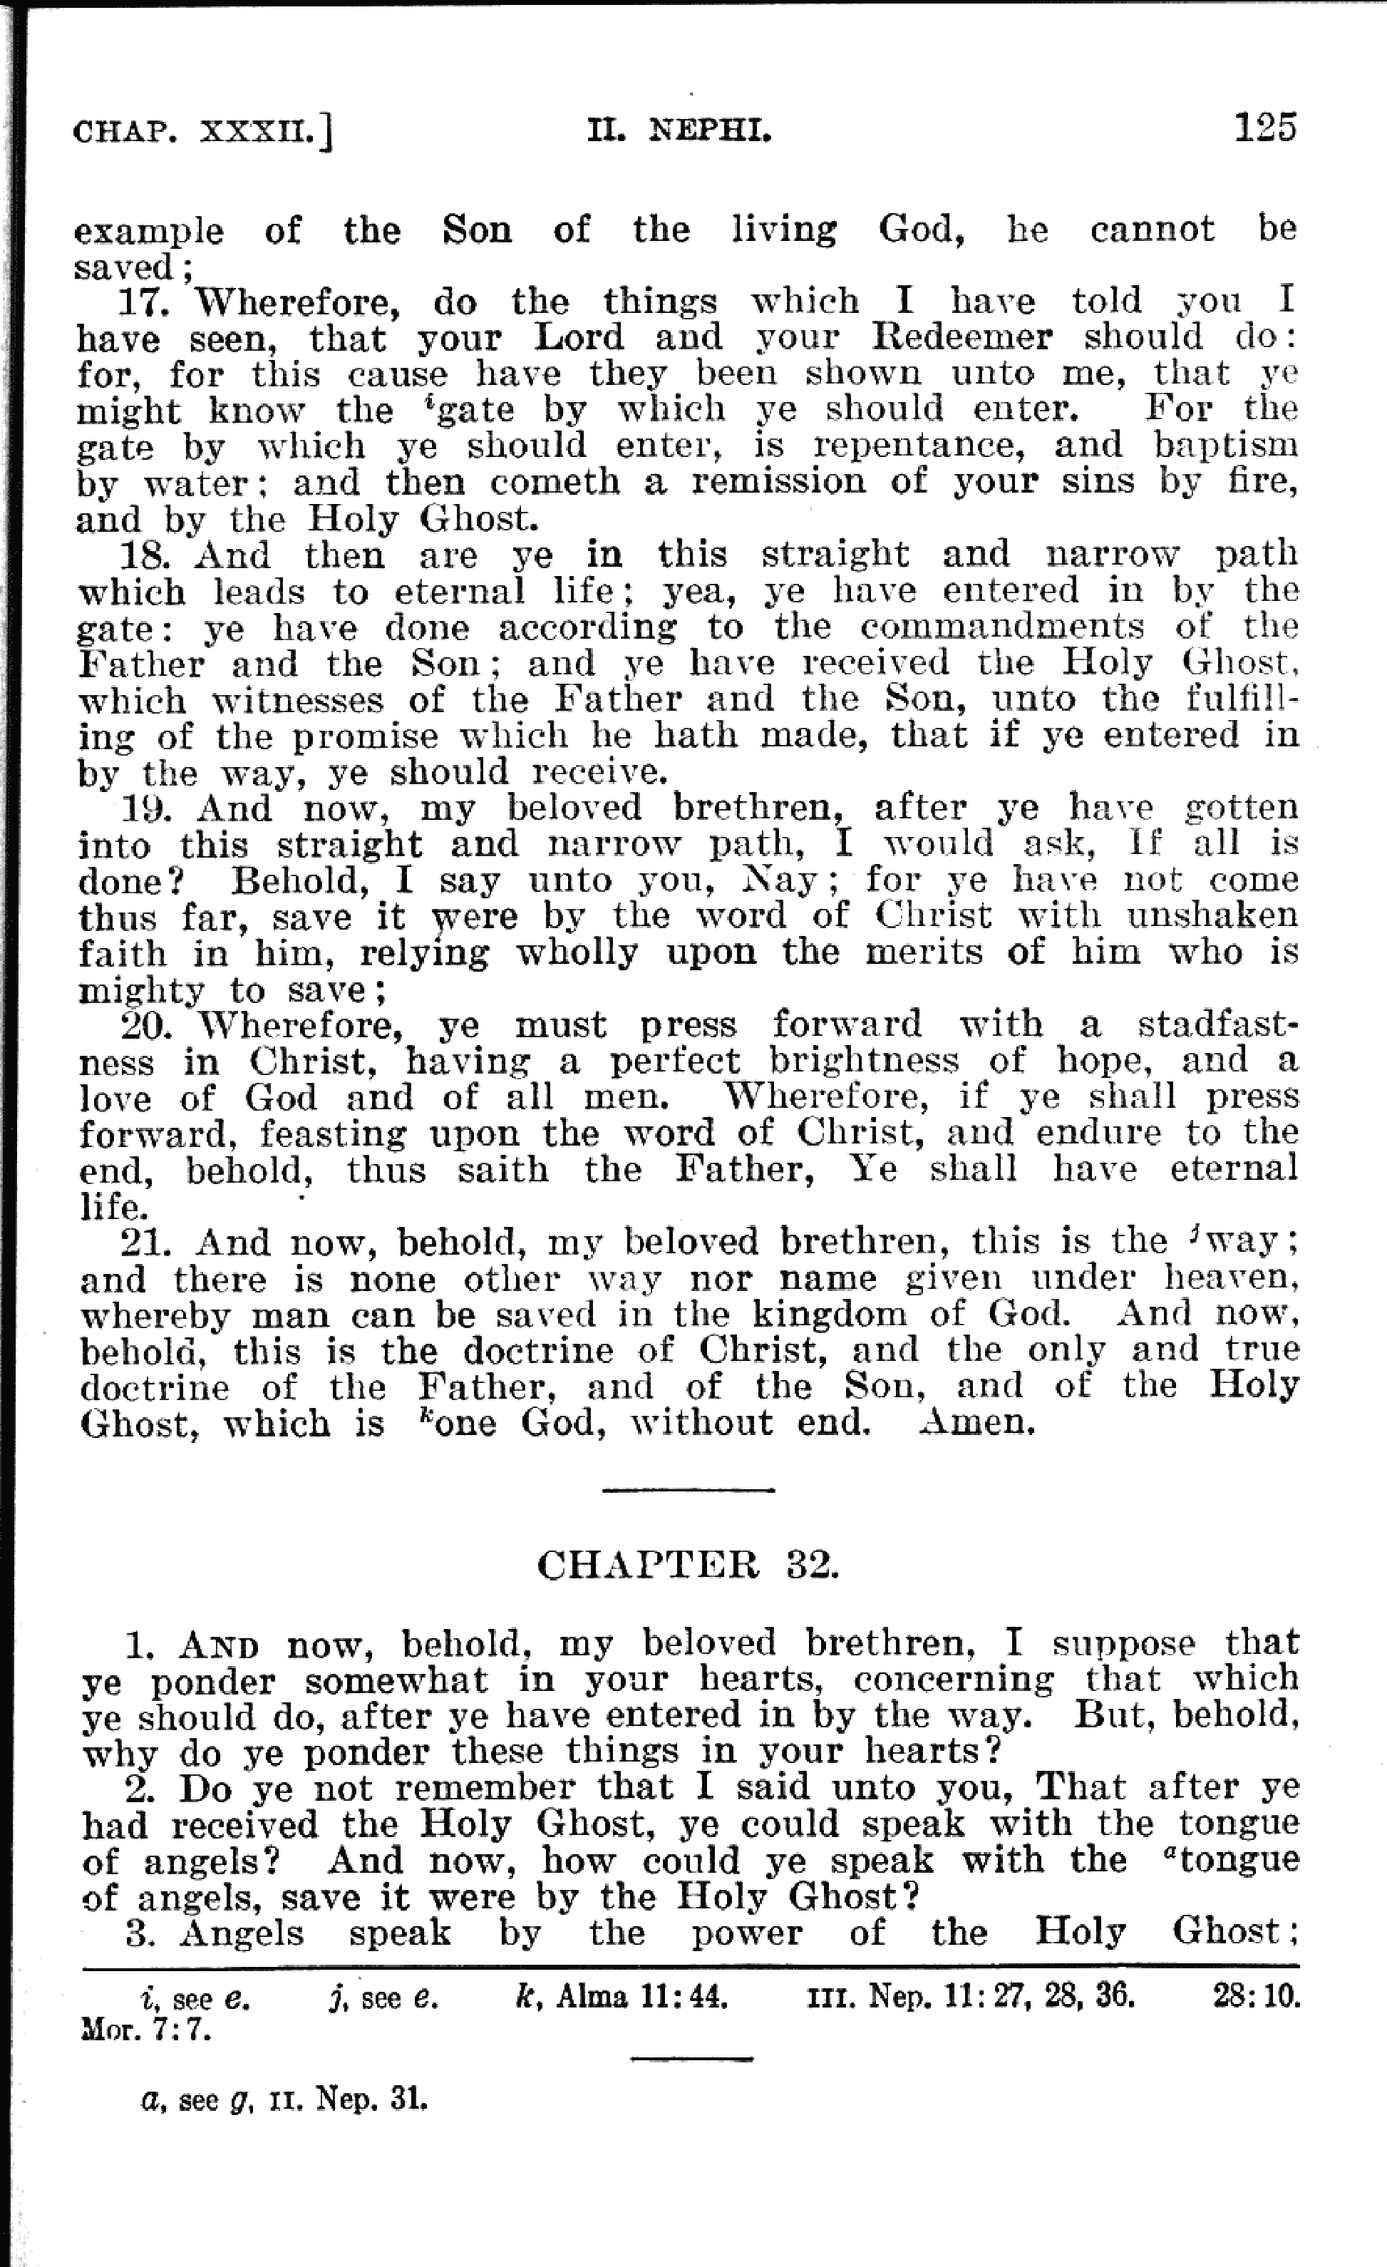 CHAP. XXXII.] II. NEPHI. 125
example of the Son of the living God, he cannot be
saved;
17. Wherefore, do the things which I have told you I
have seen, that your Lord and your Redeemer should do:
for, for this cause have they been shown unto me, that ye
might know the ⁱgate by which ye should enter. For the
gate by which ye should enter, is repentance, and baptism
by water; and then cometh a remission of your sins by fire,
and by the Holy Ghost.
18. And then are ye in this straight and narrow path
which leads to eternal life; yea, ye have entered in by the
gate: ye have done according to the commandments of the
Father and the Son; and ye have received the Holy Ghost,
which witnesses of the Father and the Son, unto the fulfill-
ing of the promise which he hath made, that if ye entered in
by the way, ye should receive.
19. And now, my beloved brethren, after ye have gotten
into this straight and narrow path, I would ask, If all is
done? Behold, I say unto you, Nay; for ye have not come
thus far, save it were by the word of Christ with unshaken
faith in him, relying wholly upon the merits of him who is
mighty to save;
20. Wherefore, ye must press forward with a stadfast-
ness in Christ, having a perfect brightness of hope, and a
love of God and of all men. Wherefore, if ye shall press
forward, feasting upon the word of Christ, and endure to the
end, behold, thus saith the Father, Ye shall have eternal
life.
21. And now, behold, my beloved brethren, this is the ʲway;
and there is none other way nor name given under heaven,
whereby man can be saved in the kingdom of God. And now,
behold, this is the doctrine of Christ, and the only and true
doctrine of the Father, and of the Son, and of the Holy
Ghost, which is ᵏone God, without end. Amen.
CHAPTER 32.
1. AND now, behold, my beloved brethren, I suppose that
ye ponder somewhat in your hearts, concerning that which
ye should do, after ye have entered in by the way. But, behold,
why do ye ponder these things in your hearts?
2. Do ye not remember that I said unto you, That after ye
had received the Holy Ghost, ye could speak with the tongue
of angels? And now, how could ye speak with the ᵃtongue
of angels, save it were by the Holy Ghost?
3. Angels speak by the power of the Holy Ghost;
i, see e. j, see e. k, Alma 11:44. III. Nep. 11:27, 28, 36. 28:10.
Mor. 7:7.
a, see g, II. Nep. 31.